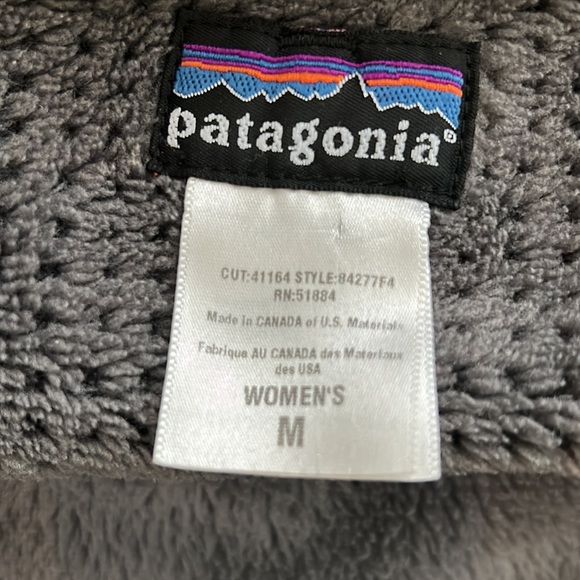 patagonia®
CUT:41164 STYLE:84277F4
RN:51884
Made in CANADA of U.S. Materials
Fabrique AU CANADA des Materiaux
des USA
WOMEN'S
M